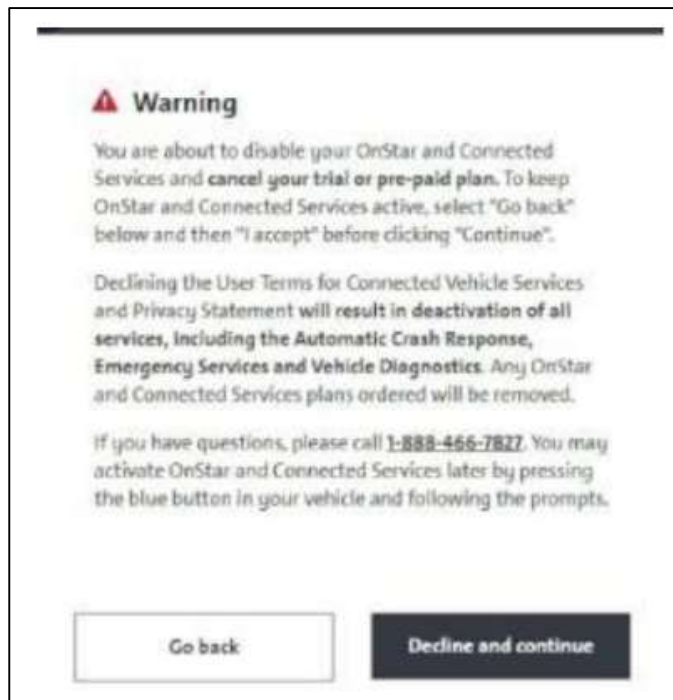 Warning
You are about to disable your OnStar and Connected
Services and cancel your trial or pre-paid plan. To keep
OnStar and Connected Services active, select "Go back"
below and then "I accept" before clicking "Continue".
Declining the User Terms for Connected Vehicle Services
and Privacy Statement will result in deactivation of all
services, including the Automatic Crash Response,
Emergency Services and Vehicle Diagnostics. Any OnStar
and Connected Services plans ordered will be removed.
If you have questions, please call 1-888-466-7827. You may
activate OnStar and Connected Services later by pressing
the blue button in your vehicle and following the prompts.
Go back
Decline and continue